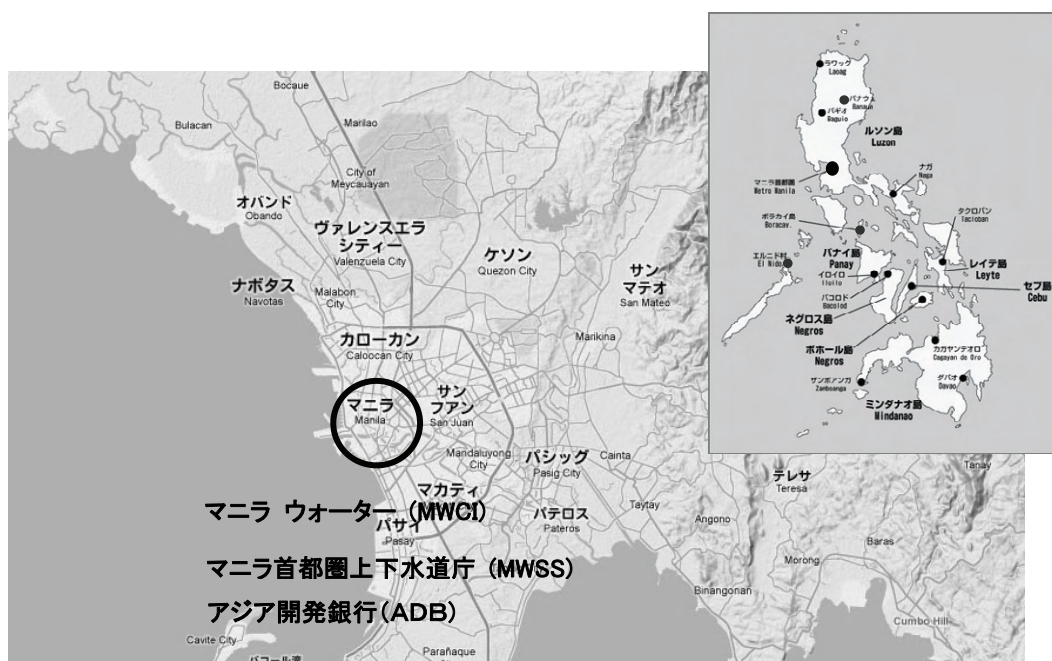 Bocaue
Bulacan
Marilao
City of
Meycauayan
オバンド
Obando
ヴァレンスエラ
シティー
Valenzuela City
ケソン
Quezon City
サン
マテオ
San Mateo
ナボタス
Navotas
Malabon
City
カローカン
Caloocan City
Marikina
マニラ
Manila
サン
フアン
San Juan
Mandaluyong
City
パシッグ
Pasig City
Cainta
マカティ
パテロス
Pateros
Taytay
Angono
テレサ
Teresa
Tanay
Baras
Morong
Binangonan
Cumbo Hill
パサイ
Pasay
マニラ ウォーター (MWCI)
マニラ首都圏上下水道庁 (MWSS)
アジア開発銀行(ADB)
Cavite City
Parañaque
ラワッグ
Laoag
バナウェ
Banaue
バギオ
Baguio
ルソン島
Luzon
マニラ首都圏
Metro Manila
ナガ
Naga
タクロバン
Tacloban
ボラカイ島
Boracay.
エルニド村
El Nido
パナイ島
Panay
イロイロ
Iloilo
バコロド
Bacolod
レイテ島
Leyte
セブ島
Cebu
ネグロス島
Negros
ボホール島
Negros
カガヤンデオロ
Cagayan de Oro
サンボアンガ
Zamboanga
ダバオ
Davao
ミンダナオ島
Mindanao